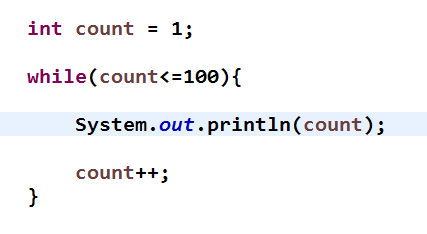 int count = 1;
while(count<=100){
System.out.println(count);
count++;
}